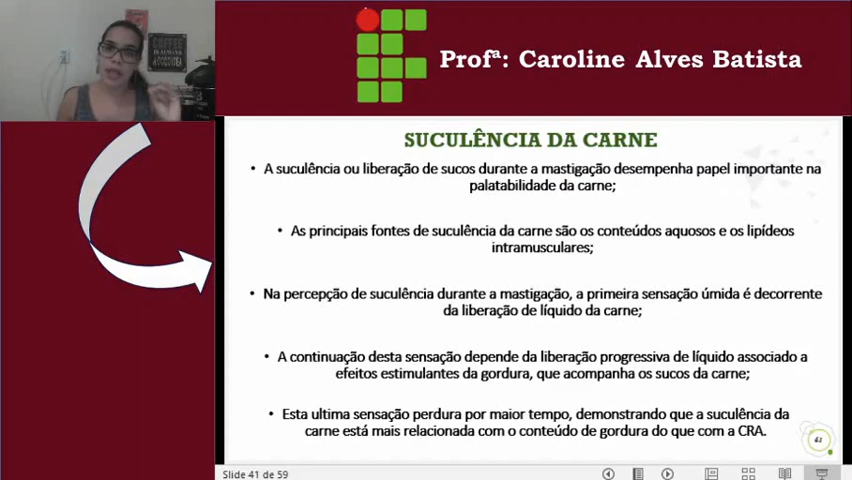 COFFEE
Profª: Caroline Alves Batista
SUCULÊNCIA DA CARNE
• A suculência ou liberação de sucos durante a mastigação desempenha papel importante na
palatabilidade da carne;
• As principais fontes de suculência da carne são os conteúdos aquosos e os lipídeos
intramusculares;
• Na percepção de suculência durante a mastigação, a primeira sensação úmida é decorrente
da liberação de líquido da carne;
• A continuação desta sensação depende da liberação progressiva de líquido associado a
efeitos estimulantes da gordura, que acompanha os sucos da carne;
• Esta ultima sensação perdura por maior tempo, demonstrando que a suculência da
carne está mais relacionada com o conteúdo de gordura do que com a CRA.
41
Slide 41 de 59